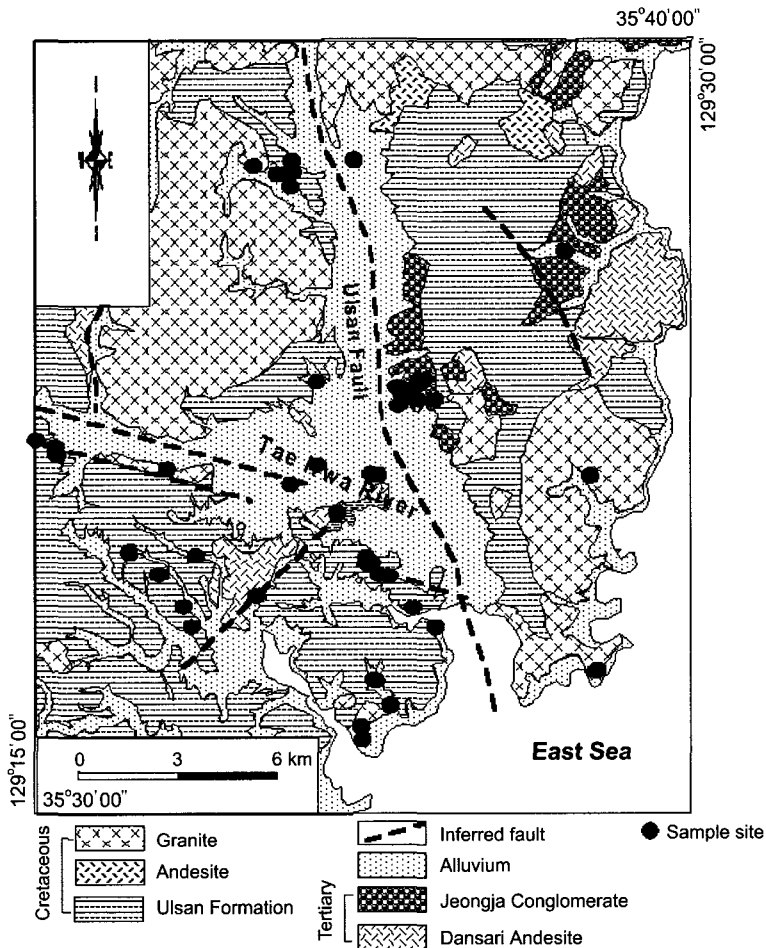 35°40'00"
129°30'00"
Ulsan Fault
Tae Hwa River
East Sea
129°15'00"
0 3 6 km
35°30'00"
Cretaceous
Granite
Andesite
Ulsan Formation
Inferred fault
Alluvium
Tertiary
Jeongja Conglomerate
Dansari Andesite
Sample site